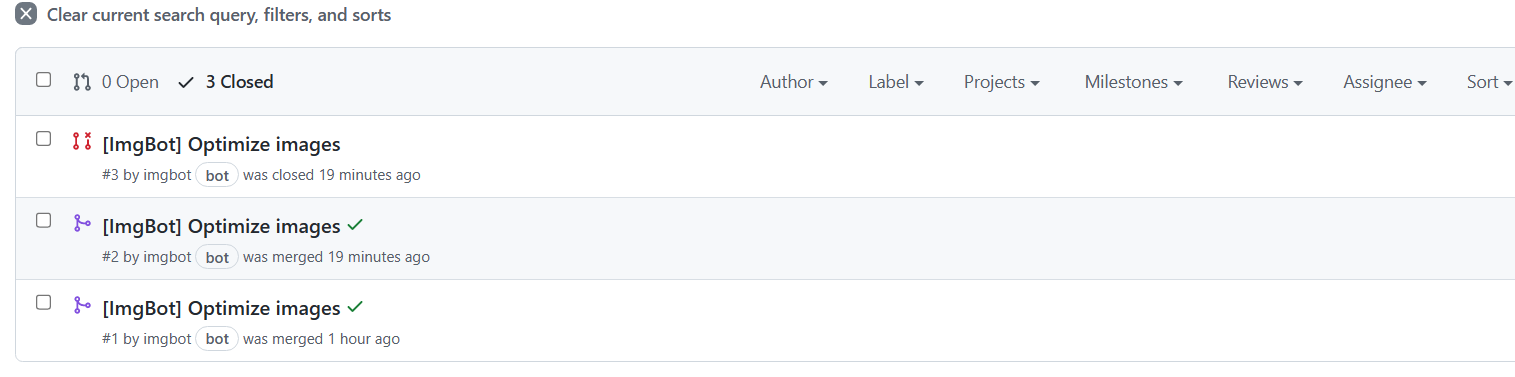 Clear current search query, filters, and sorts
0 Open 3 Closed Author Label Projects Milestones Reviews Assignee Sort
[ImgBot] Optimize images
#3 by imgbot bot was closed 19 minutes ago
[ImgBot] Optimize images
#2 by imgbot bot was merged 19 minutes ago
[ImgBot] Optimize images
#1 by imgbot bot was merged 1 hour ago